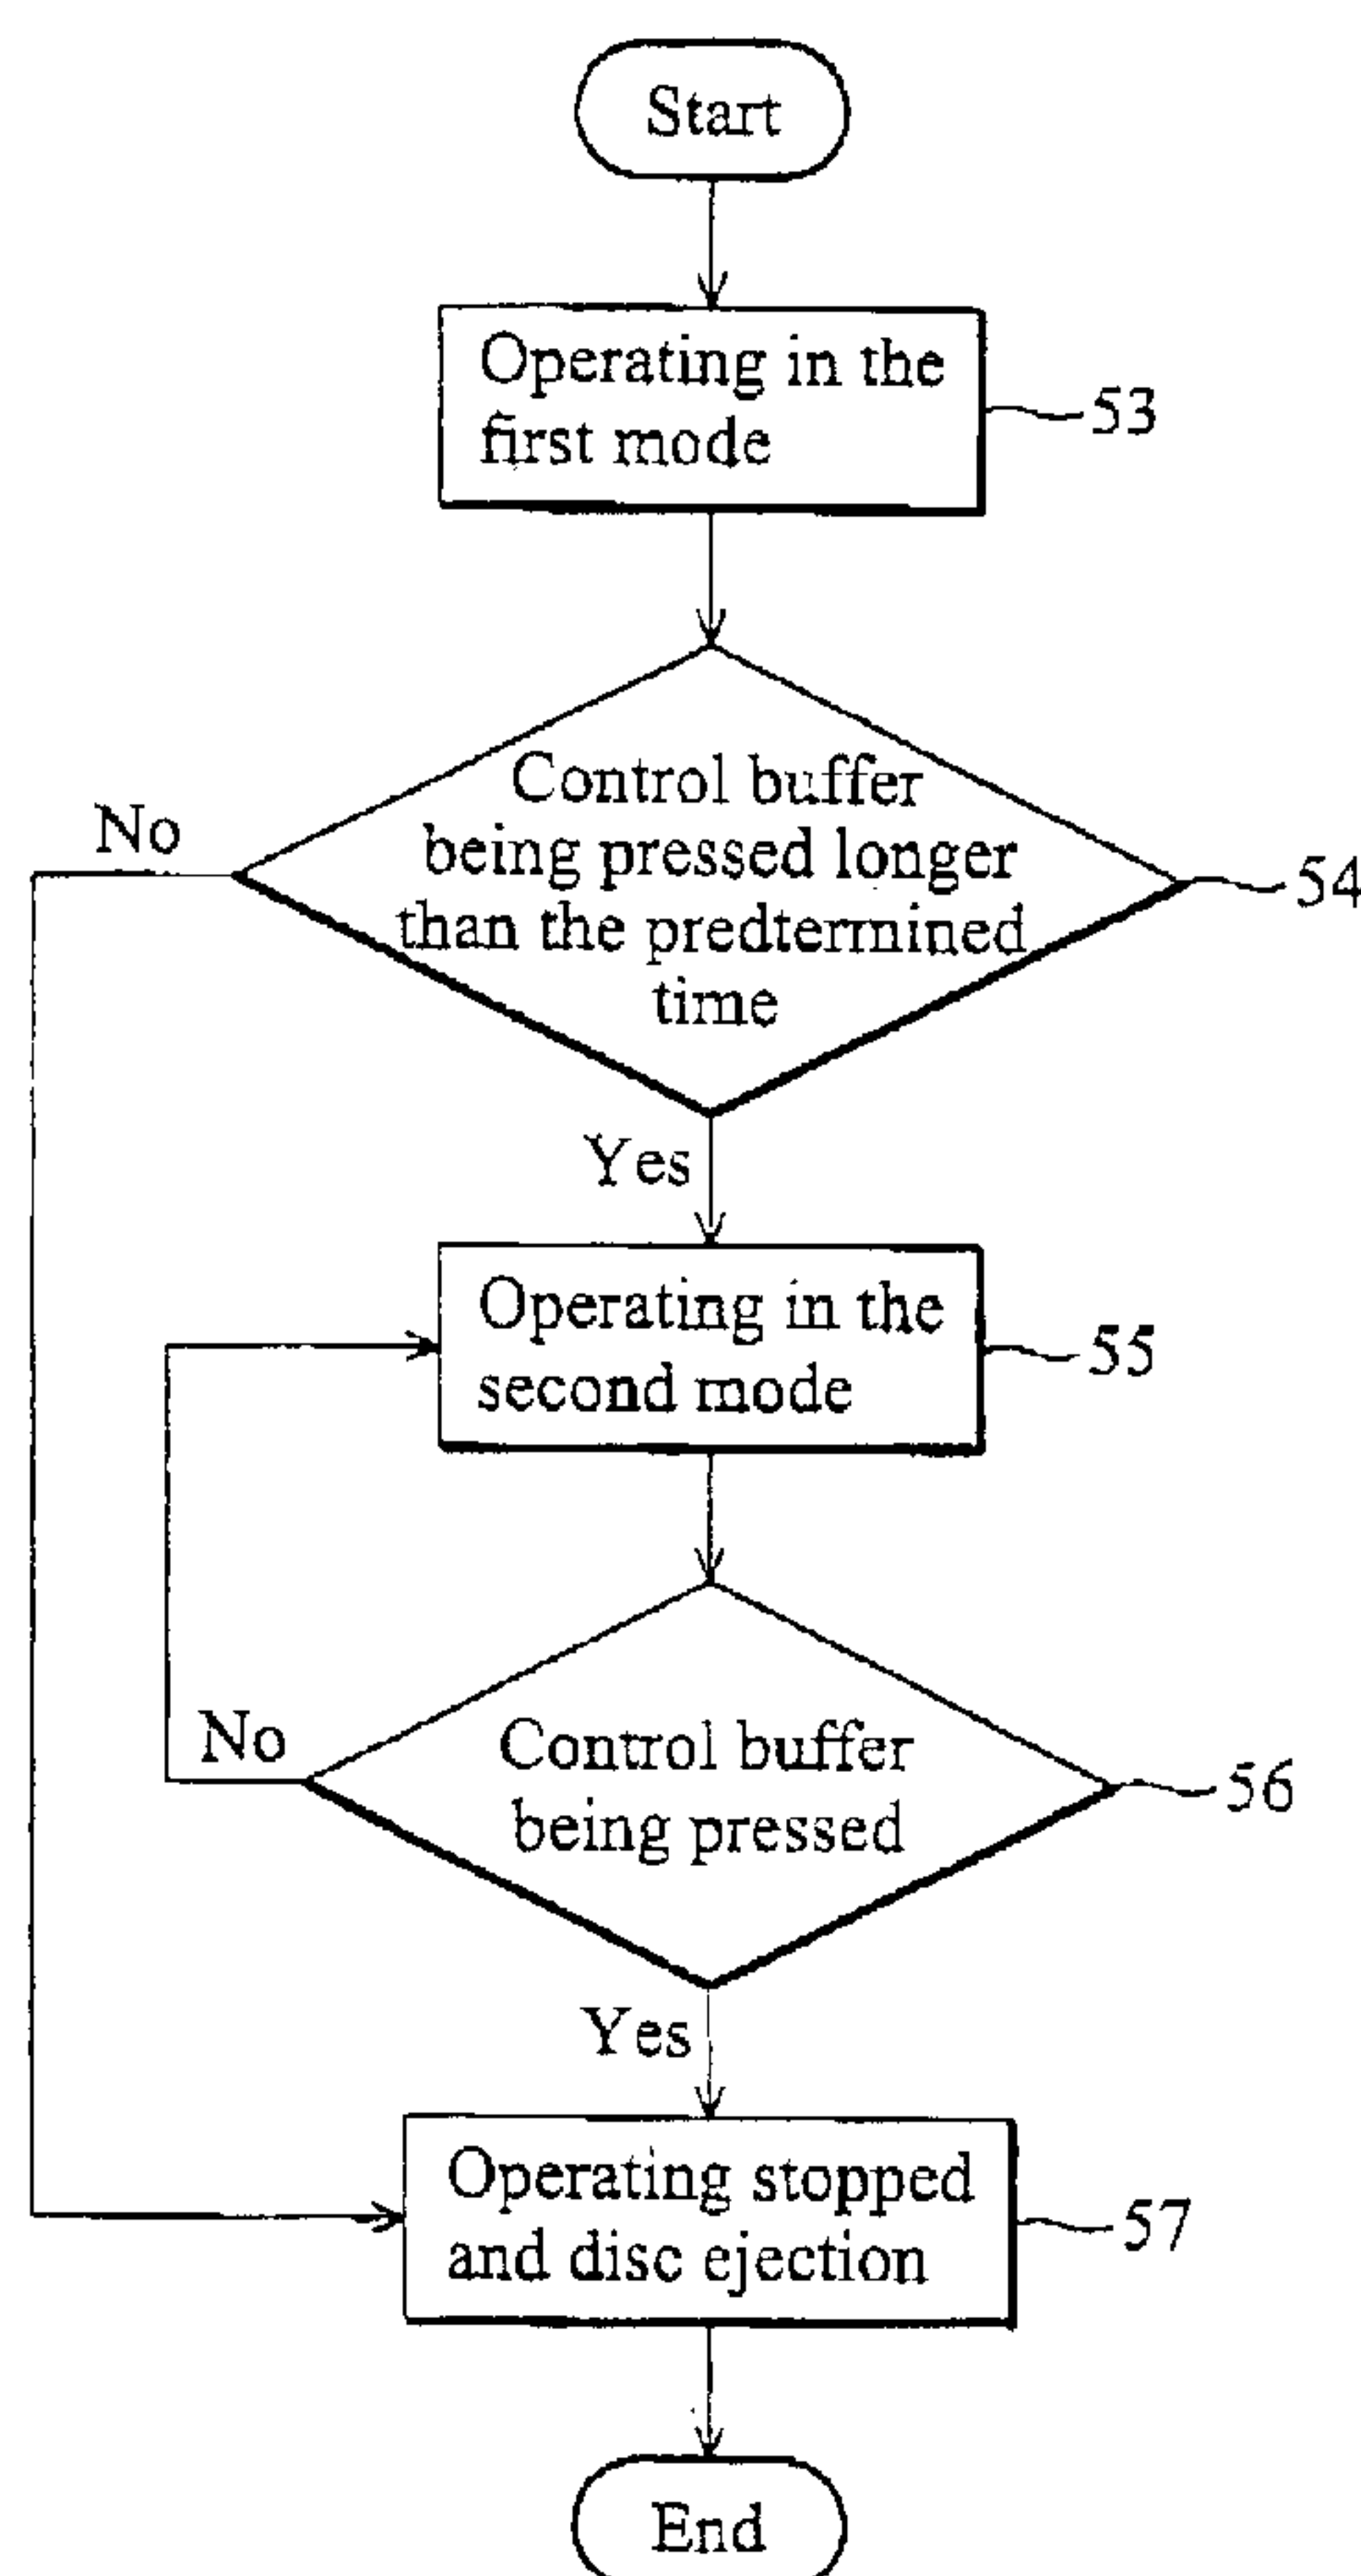 Start
Operating in the
first mode
53
Control buffer
being pressed longer
than the predtermined
time
54
No
Yes
Operating in the
second mode
55
Control buffer
being pressed
56
No
Yes
Operating stopped
and disc ejection
57
End